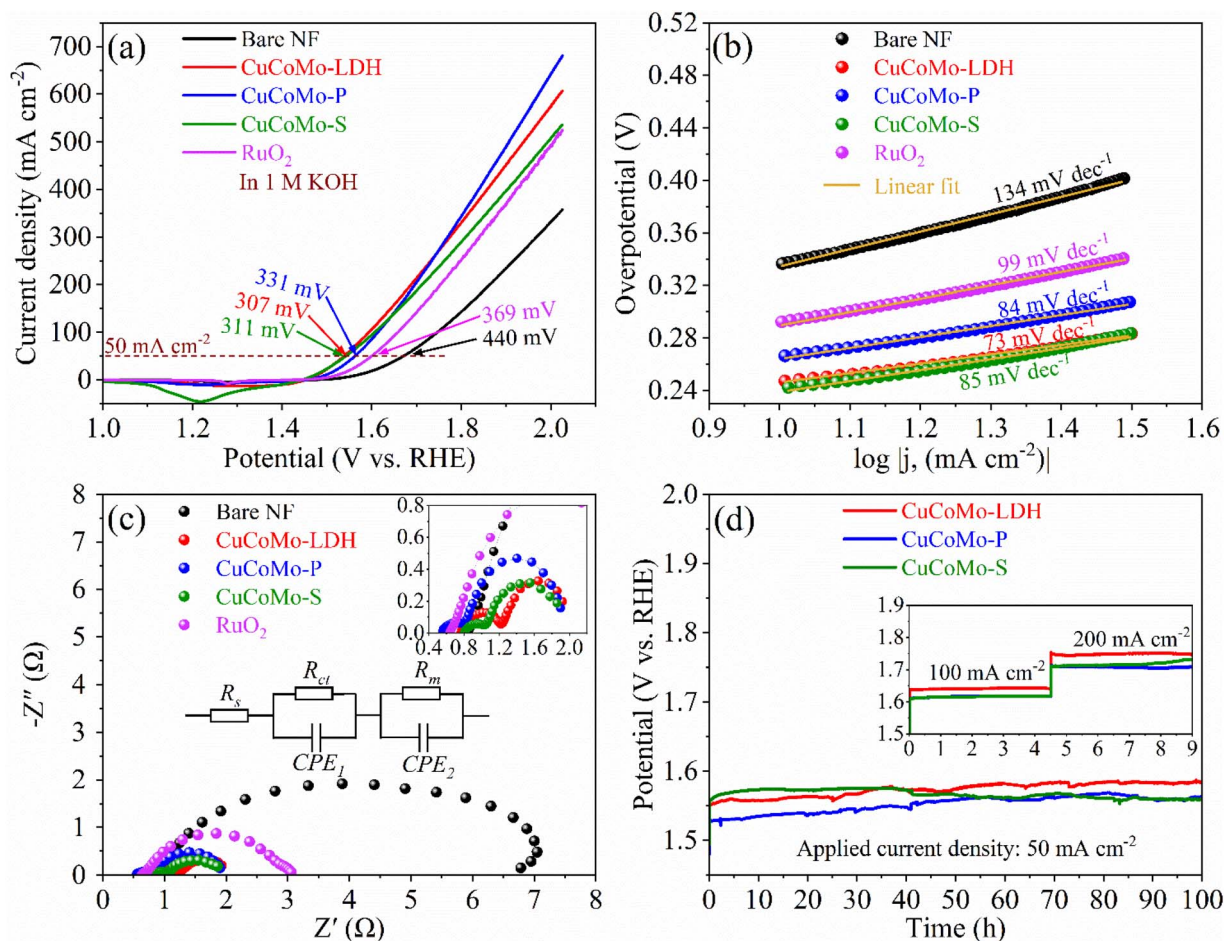 (a)
Bare NF
CuCoMo-LDH
CuCoMo-P
CuCoMo-S
RuO₂
In 1 M KOH
331 mV
307 mV
311 mV
369 mV
440 mV
50 mA cm⁻²
700
600
500
400
300
200
100
0
1.0
1.2
1.4
1.6
1.8
2.0
Current density (mA cm⁻²)
Potential (V vs. RHE)
(b)
Bare NF
CuCoMo-LDH
CuCoMo-P
CuCoMo-S
RuO₂
Linear fit
134 mV dec⁻¹
99 mV dec⁻¹
84 mV dec⁻¹
73 mV dec⁻¹
85 mV dec⁻¹
0.52
0.48
0.44
0.40
0.36
0.32
0.28
0.24
0.9
1.0
1.1
1.2
1.3
1.4
1.5
1.6
Overpotential (V)
log |j, (mA cm⁻²)|
(c)
Bare NF
CuCoMo-LDH
CuCoMo-P
CuCoMo-S
RuO₂
0.8
0.6
0.4
0.2
0.0
0.4
0.8
1.2
1.6
2.0
Rs
Rct
Rm
CPE1
CPE2
8
7
6
5
4
3
2
1
0
0
1
2
3
4
5
6
7
8
-Z″ (Ω)
Z′ (Ω)
(d)
CuCoMo-LDH
CuCoMo-P
CuCoMo-S
1.9
1.8
1.7
1.6
1.5
100 mA cm⁻²
200 mA cm⁻²
0
1
2
3
4
5
6
7
8
9
Applied current density: 50 mA cm⁻²
2.0
1.9
1.8
1.7
1.6
1.5
0
10
20
30
40
50
60
70
80
90
100
Potential (V vs. RHE)
Time (h)